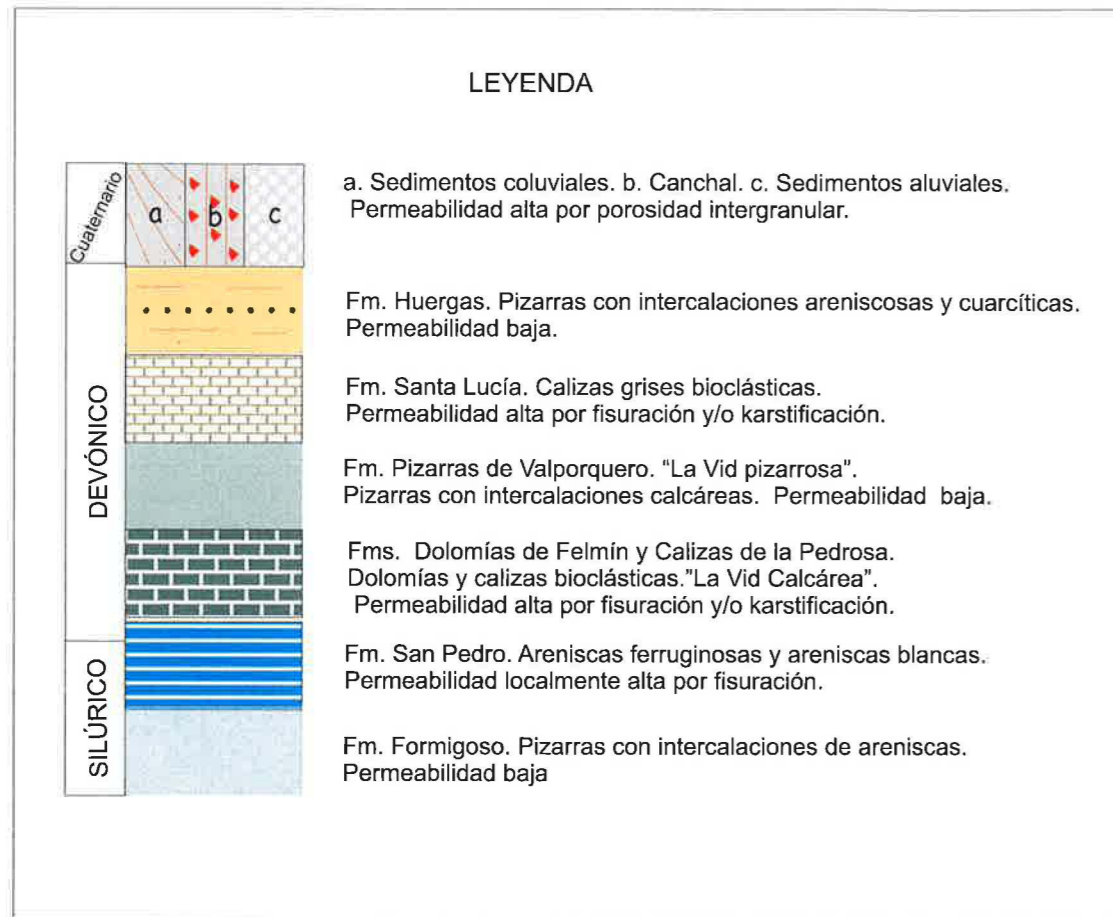 LEYENDA
Cuaternario
a
b
c
a. Sedimentos coluviales. b. Canchal. c. Sedimentos aluviales.
Permeabilidad alta por porosidad intergranular.
DEVÓNICO
Fm. Huergas. Pizarras con intercalaciones areniscosas y cuarcíticas.
Permeabilidad baja.
Fm. Santa Lucía. Calizas grises bioclásticas.
Permeabilidad alta por fisuración y/o karstificación.
Fm. Pizarras de Valporquero. "La Vid pizarrosa".
Pizarras con intercalaciones calcáreas. Permeabilidad baja.
Fms. Dolomías de Felmín y Calizas de la Pedrosa.
Dolomías y calizas bioclásticas."La Vid Calcárea".
Permeabilidad alta por fisuración y/o karstificación.
SILÚRICO
Fm. San Pedro. Areniscas ferruginosas y areniscas blancas.
Permeabilidad localmente alta por fisuración.
Fm. Formigoso. Pizarras con intercalaciones de areniscas.
Permeabilidad baja